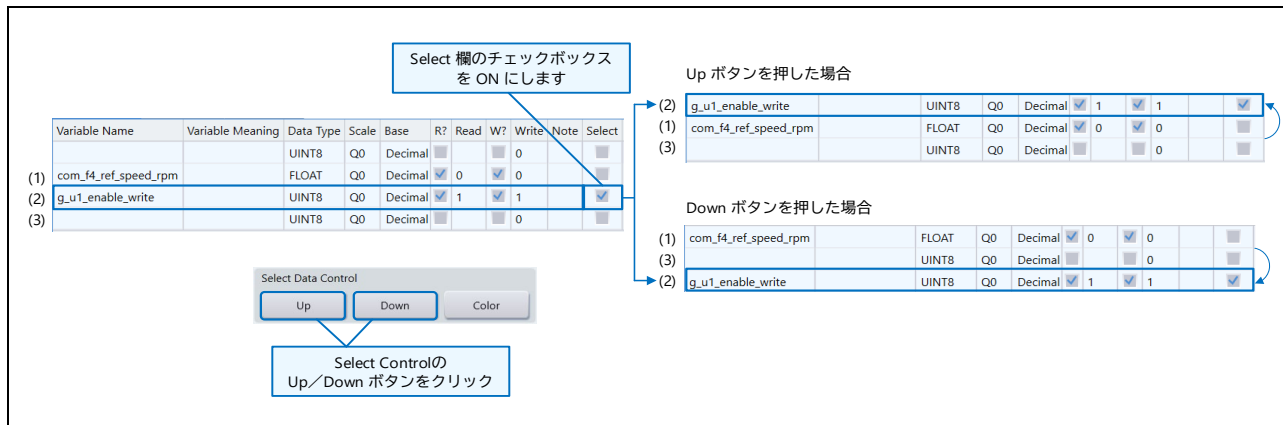 Select 欄のチェックボックス
を ON にします
Variable Name Variable Meaning Data Type Scale Base R? Read W? Write Note Select
UINT8 Q0 Decimal 0
(1) com_f4_ref_speed_rpm FLOAT Q0 Decimal 0 0
(2) g_u1_enable_write UINT8 Q0 Decimal 1 1
(3) UINT8 Q0 Decimal 0
Select Data Control
Up Down Color
Select Controlの
Up／Down ボタンをクリック
Up ボタンを押した場合
(2) g_u1_enable_write UINT8 Q0 Decimal 1 1
(1) com_f4_ref_speed_rpm FLOAT Q0 Decimal 0 0
(3) UINT8 Q0 Decimal 0
Down ボタンを押した場合
(1) com_f4_ref_speed_rpm FLOAT Q0 Decimal 0 0
(3) UINT8 Q0 Decimal 0
(2) g_u1_enable_write UINT8 Q0 Decimal 1 1